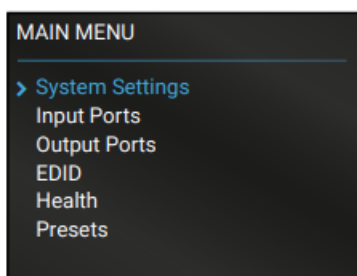 MAIN MENU
System Settings
Input Ports
Output Ports
EDID
Health
Presets